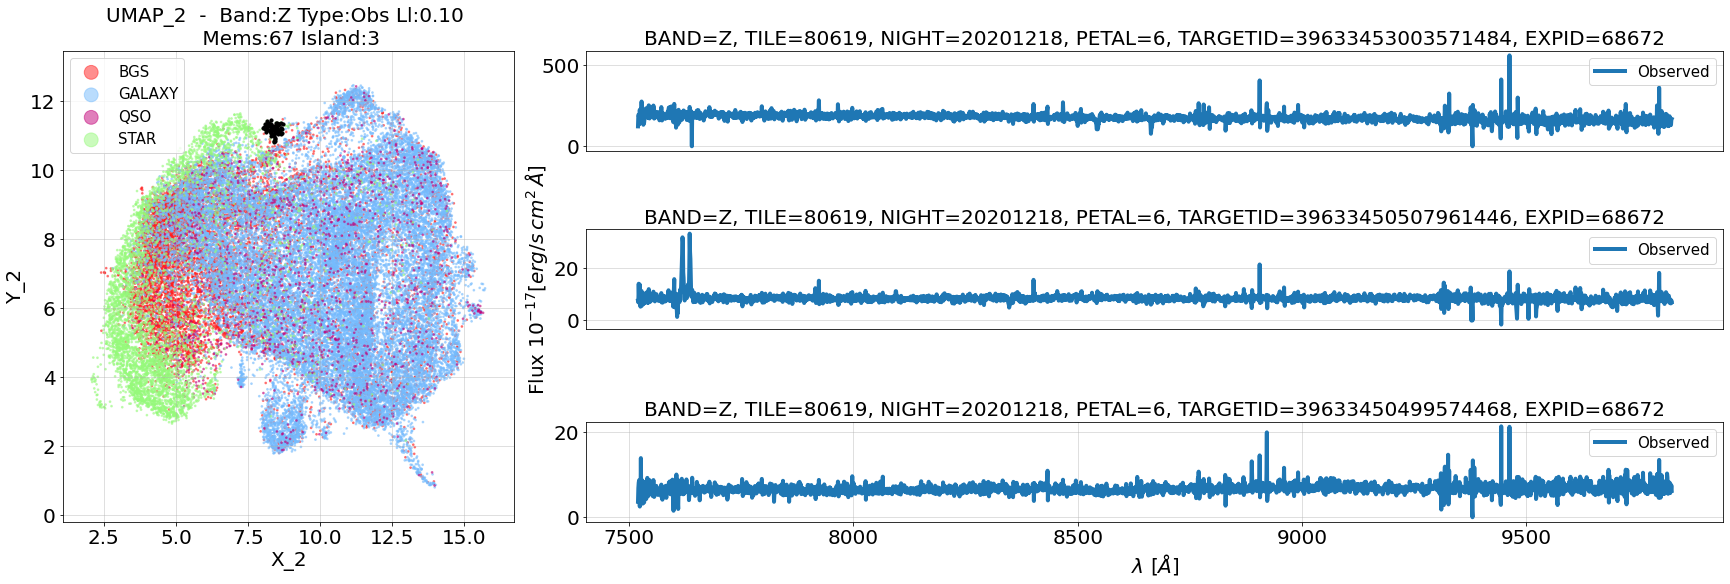 UMAP_2  -  Band:Z Type:Obs Ll:0.10
Mems:67 Island:3
BGS
GALAXY
QSO
STAR
12
10
8
6
4
2
0
Y_2
2.5 5.0 7.5 10.0 12.5 15.0
X_2
BAND=Z, TILE=80619, NIGHT=20201218, PETAL=6, TARGETID=39633453003571484, EXPID=68672
Observed
500
0
BAND=Z, TILE=80619, NIGHT=20201218, PETAL=6, TARGETID=39633450507961446, EXPID=68672
Observed
20
0
Flux 10⁻¹⁷[erg/s cm² Å]
BAND=Z, TILE=80619, NIGHT=20201218, PETAL=6, TARGETID=39633450499574468, EXPID=68672
Observed
20
0
7500 8000 8500 9000 9500
λ [Å]